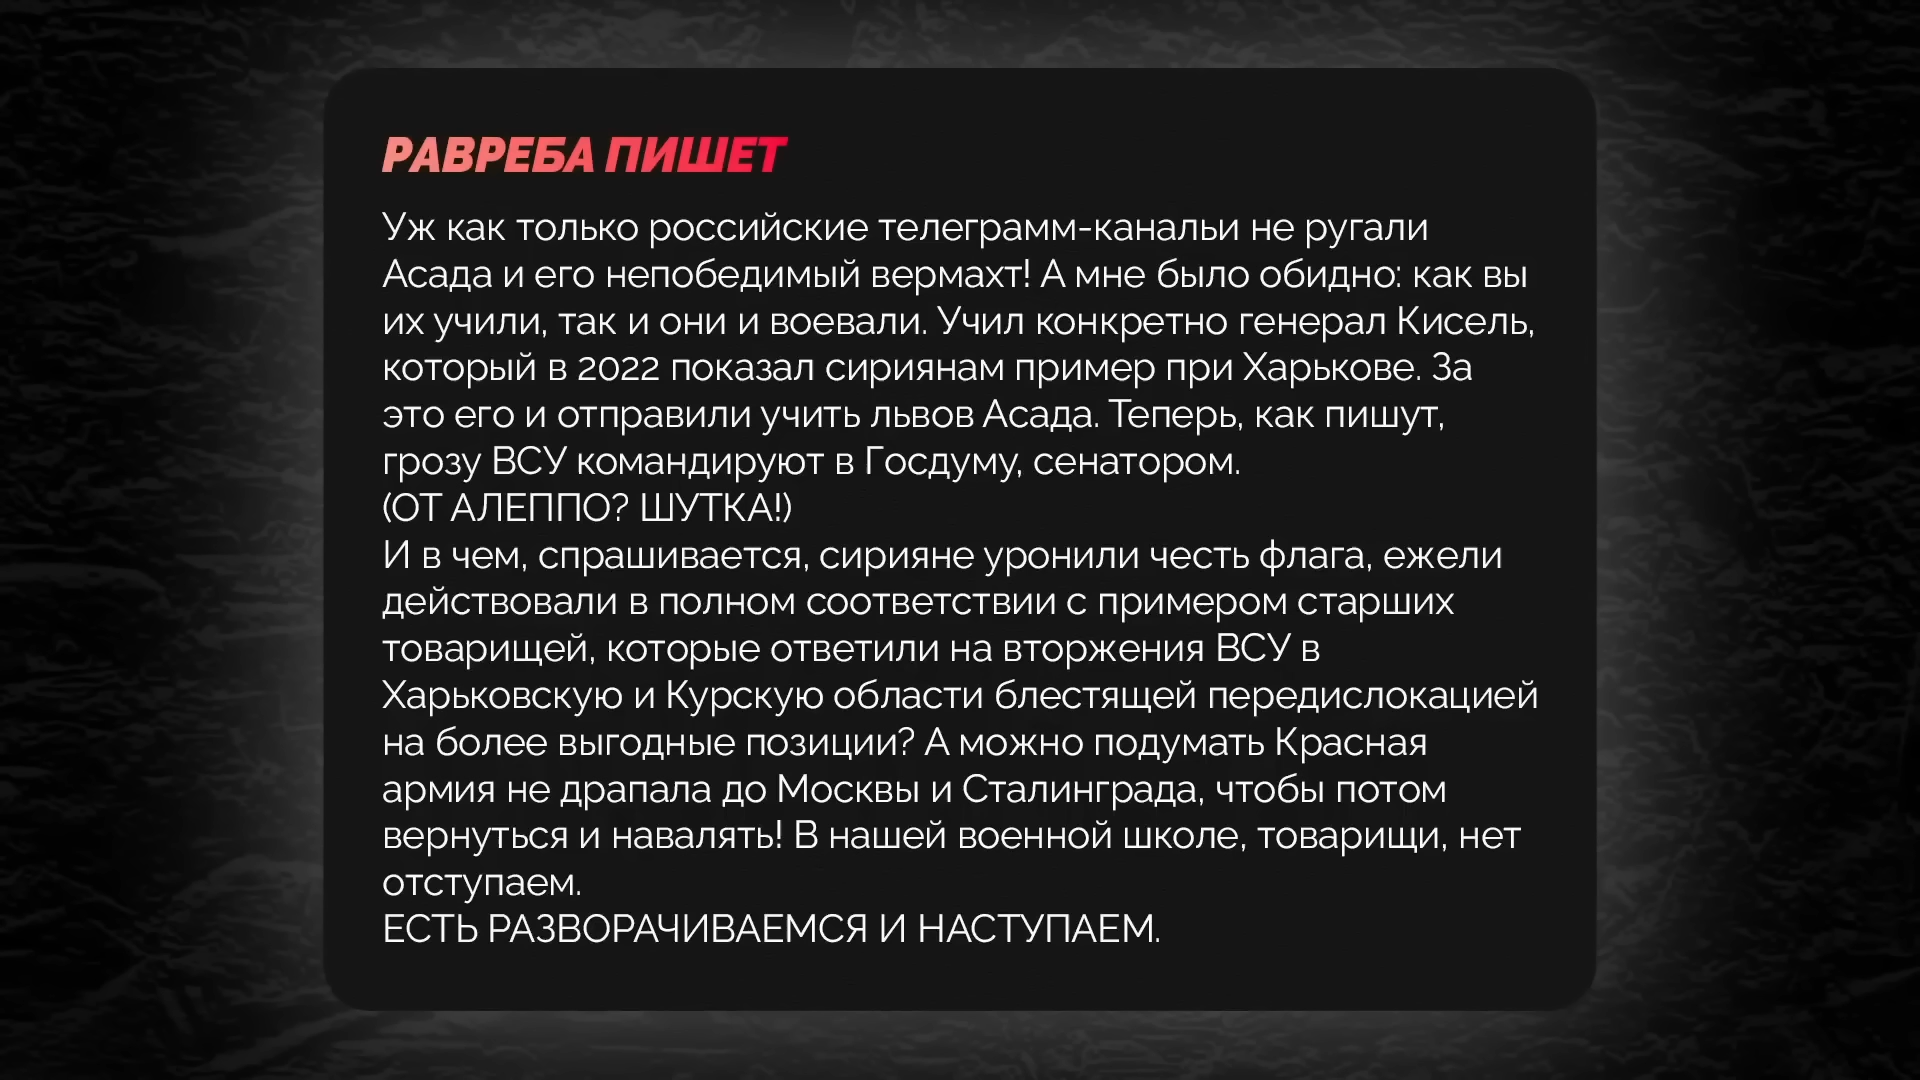 РАВРЕБА ПИШЕТ
Уж как только российские телеграмм-канальи не ругали
Асада и его непобедимый вермахт! А мне было обидно: как вы
их учили, так и они и воевали. Учил конкретно генерал Кисель,
который в 2022 показал сириянам пример при Харькове. За
это его и отправили учить львов Асада. Теперь, как пишут,
грозу ВСУ командируют в Госдуму, сенатором.
(ОТ АЛЕППО? ШУТКА!)
И в чем, спрашивается, сирияне уронили честь флага, ежели
действовали в полном соответствии с примером старших
товарищей, которые ответили на вторжения ВСУ в
Харьковскую и Курскую области блестящей передислокацией
на более выгодные позиции? А можно подумать Красная
армия не драпала до Москвы и Сталинграда, чтобы потом
вернуться и навалять! В нашей военной школе, товарищи, нет
отступаем.
ЕСТЬ РАЗВОРАЧИВАЕМСЯ И НАСТУПАЕМ.